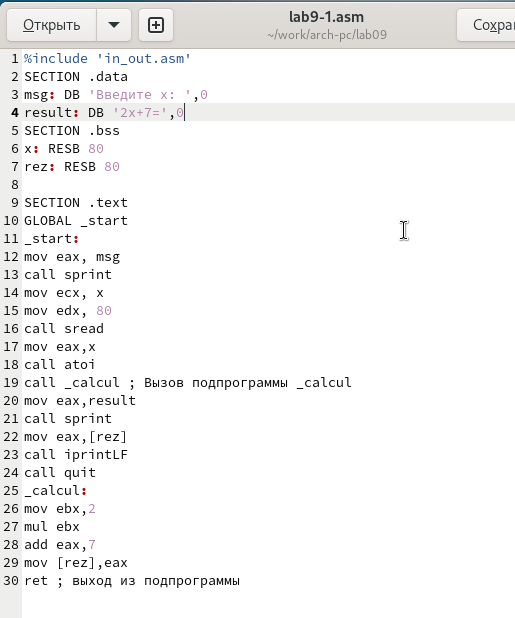 Открыть
lab9-1.asm
~/work/arch-pc/lab09
1 %include 'in_out.asm'
2 SECTION .data
3 msg: DB 'Введите x: ',0
4 result: DB '2x+7=',0
5 SECTION .bss
6 x: RESB 80
7 rez: RESB 80
8
9 SECTION .text
10 GLOBAL _start
11 _start:
12 mov eax, msg
13 call sprint
14 mov ecx, x
15 mov edx, 80
16 call sread
17 mov eax,x
18 call atoi
19 call _calcul ; Вызов подпрограммы _calcul
20 mov eax,result
21 call sprint
22 mov eax,[rez]
23 call iprintLF
24 call quit
25 _calcul:
26 mov ebx,2
27 mul ebx
28 add eax,7
29 mov [rez],eax
30 ret ; выход из подпрограммы